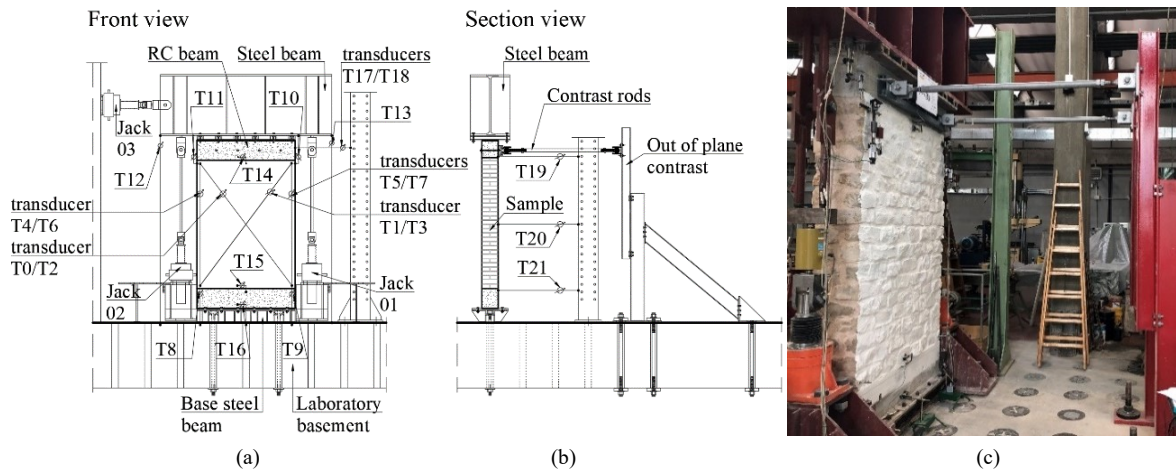 Front view
RC beam
Steel beam
transducers
T17/T18
T11
T10
T13
Jack
03
T12
T14
transducers
T5/T7
transducer
T4/T6
transducer
T1/T3
transducer
T0/T2
T15
Jack
02
Jack
01
T8
T16
T9
Base steel
beam
Laboratory
basement
(a)
Section view
Steel beam
Contrast rods
Out of plane
contrast
T19
Sample
T20
T21
(b)
(c)